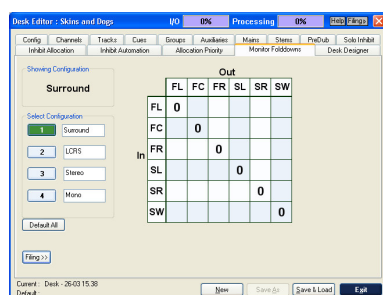 Desk Editor : Skins and Dogs I/O 0% Processing 0% Help Filings X
Config Channels Tracks Cues Groups Auxiliaries Mains Stems PreDub Solo Inhibit
Inhibit Allocation Inhibit Automation Allocation Priority Monitor Folddowns Desk Designer
Showing Configuration
Surround
Select Configuration
1 Surround
2 LCRS
3 Stereo
4 Mono
Default All
Filing >>
Out
FL FC FR SL SR SW
In
FL 0
FC 0
FR 0
SL 0
SR 0
SW 0
Current : Desk - 26-03 15.38
Default :
New Save As Save & Load Exit